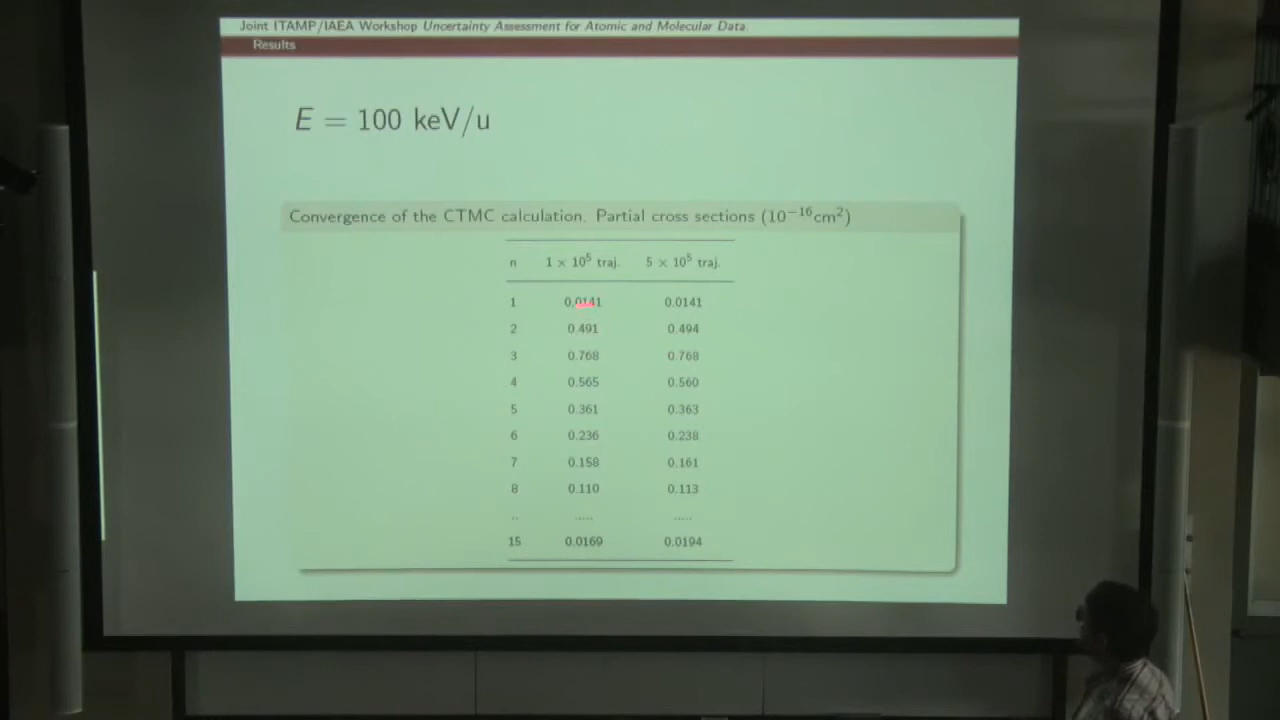 Joint ITAMP/IAEA Workshop Uncertainty Assessment for Atomic and Molecular Data.
Results
E = 100 keV/u
Convergence of the CTMC calculation. Partial cross sections (10⁻¹⁶cm²)
n 1 × 10⁵ traj. 5 × 10⁵ traj.
1 0.0141 0.0141
2 0.491 0.494
3 0.768 0.768
4 0.565 0.560
5 0.361 0.363
6 0.236 0.238
7 0.158 0.161
8 0.110 0.113
.. ..... .....
15 0.0169 0.0194